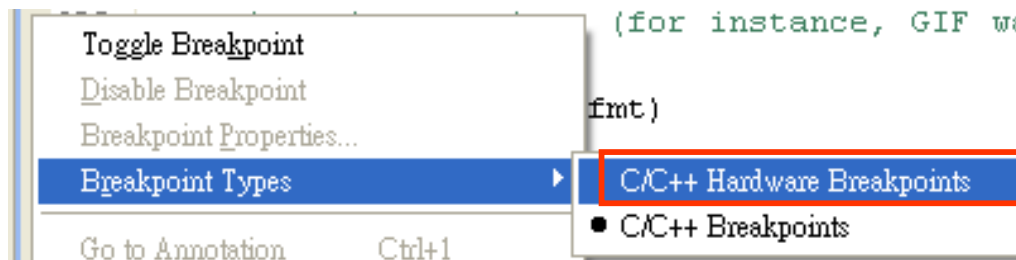 (for instance, GIF
Toggle Breakpoint
Disable Breakpoint
fmt)
Breakpoint Properties...
Breakpoint Types
C/C++ Hardware Breakpoints
● C/C++ Breakpoints
Go to Annotation Ctrl+1